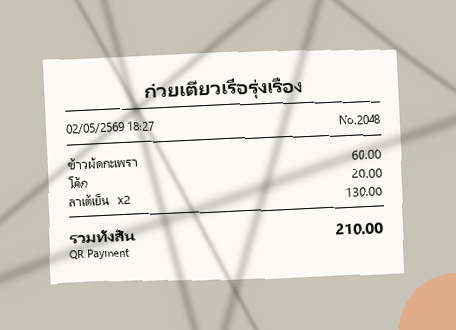 ก๋วยเตี๋ยวเรือรุ่งเรือง
02/05/2569 18:27 No.2048
ข้าวผัดกะเพรา 60.00
โค้ก 20.00
ลาเต้เย็น x2 130.00
รวมทั้งสิ้น 210.00
QR Payment